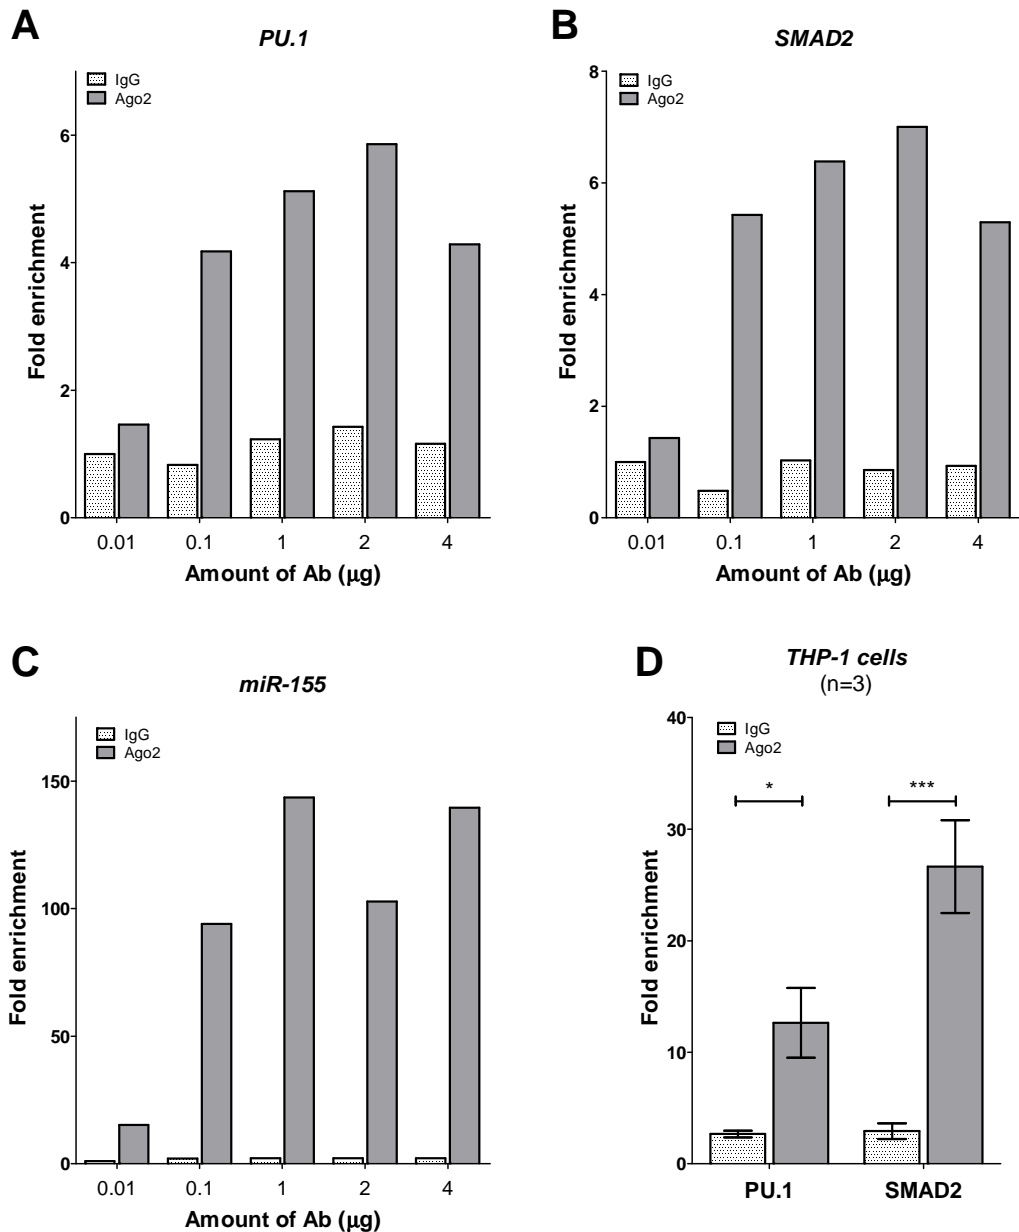 A
PU.1
IgG
Ago2
Fold enrichment
6
4
2
0
0.01 0.1 1 2 4
Amount of Ab (μg)
B
SMAD2
IgG
Ago2
Fold enrichment
8
6
4
2
0
0.01 0.1 1 2 4
Amount of Ab (μg)
C
miR-155
IgG
Ago2
Fold enrichment
150
100
50
0
0.01 0.1 1 2 4
Amount of Ab (μg)
D
THP-1 cells
(n=3)
IgG
Ago2
* ***
Fold enrichment
40
30
20
10
0
PU.1 SMAD2